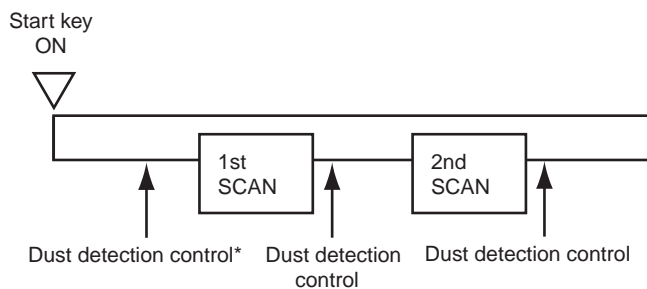 Start key
ON
1st
SCAN
2nd
SCAN
Dust detection control*
Dust detection
control
Dust detection control